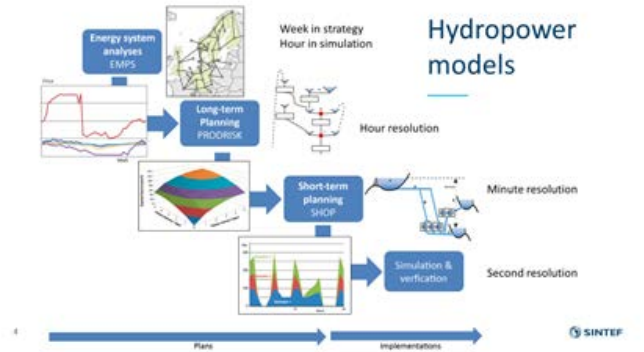 Hydropower
models
Energy system
analyses
EMPS
Week in strategy
Hour in simulation
Long-term
Planning
PRODRISK
Hour resolution
Short-term
planning
SHOP
Minute resolution
Simulation &
verfication
Second resolution
4
Plans
Implementations
SINTEF